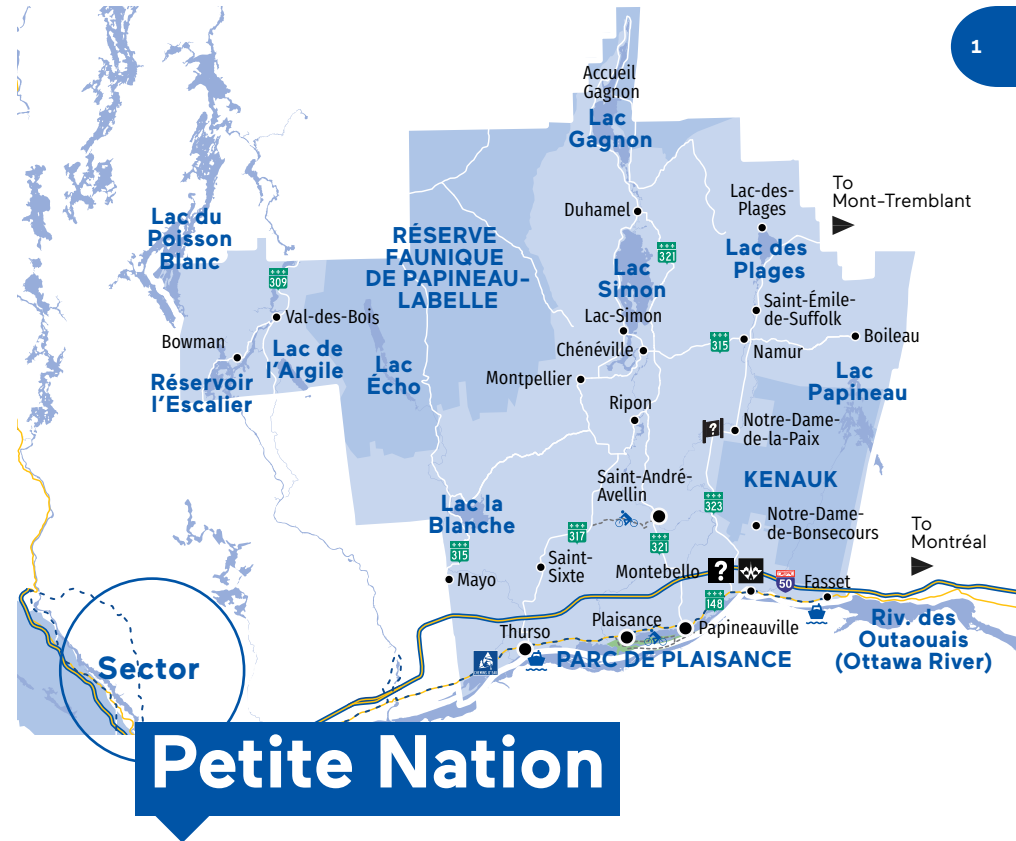 1
Accueil
Gagnon
Lac
Gagnon
Lac-des-
Plages
To
Mont-Tremblant
Duhamel
Lac du
Poisson
Blanc
RÉSERVE
FAUNIQUE
DE PAPINEAU-
LABELLE
321
Lac des
Plages
Lac
Simon
309
Saint-Émile-
de-Suffolk
Lac-Simon
Val-des-Bois
Bowman
Lac de
l'Argile
Chénéville
315
Namur
Boileau
Réservoir
l'Escalier
Lac
Écho
Montpellier
Lac
Papineau
Ripon
?
Notre-Dame-
de-la-Paix
Saint-André-
Avellin
KENAUK
Lac la
Blanche
323
Notre-Dame-
de-Bonsecours
317
321
To
Montréal
315
Saint-
Sixte
Mayo
Montebello
?
50
Fasset
148
Thurso
Plaisance
Papineauville
Riv. des
Outaouais
(Ottawa River)
PARC DE PLAISANCE
Sector
Petite Nation